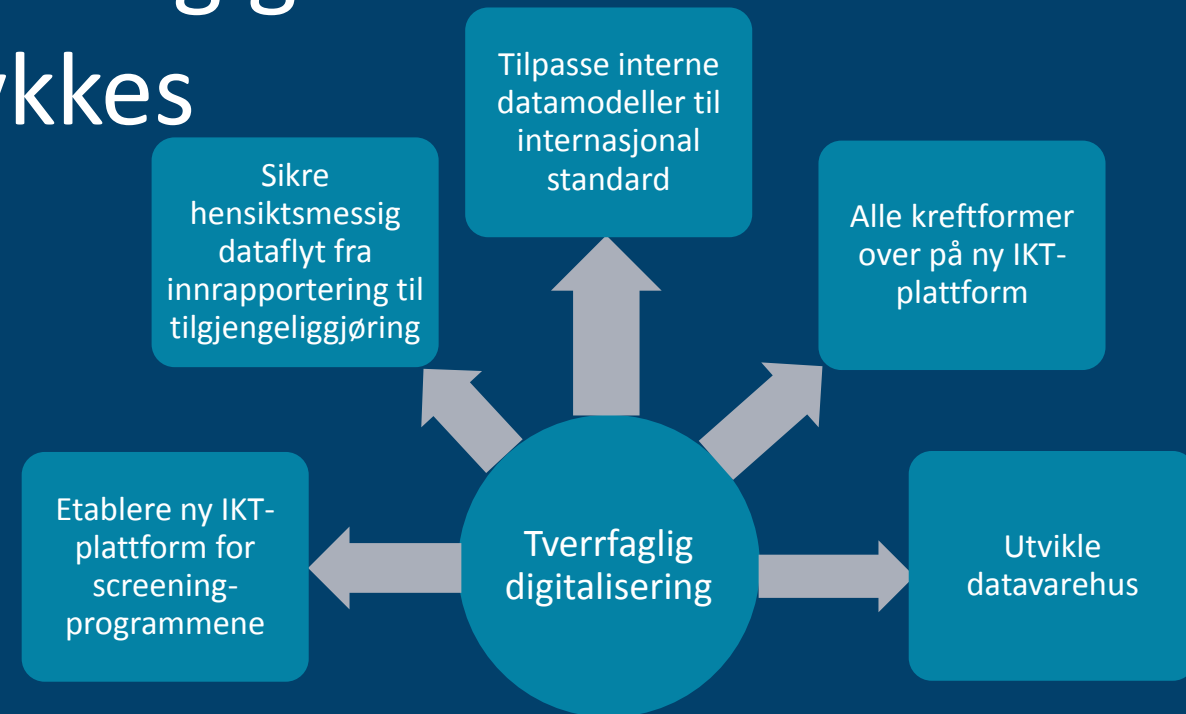 ykkes
Tilpasse interne
datamodeller til
internasjonal
standard
Sikre
hensiktsmessig
dataflyt fra
innrapportering til
tilgjengeliggjøring
Alle kreftformer
over på ny IKT-
plattform
Etablere ny IKT-
plattform for
screening-
programmene
Tverrfaglig
digitalisering
Utvikle
datavarehus